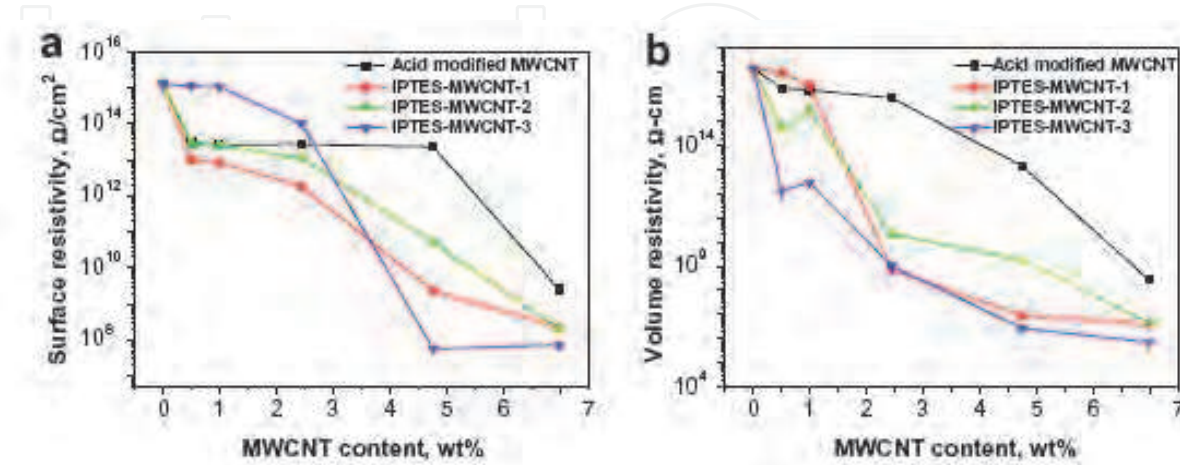 a
10^16
10^14
10^12
10^10
10^8
Surface resistivity, Ω/cm^2
Acid modified MWCNT
IPTES-MWCNT-1
IPTES-MWCNT-2
IPTES-MWCNT-3
0 1 2 3 4 5 6 7
MWCNT content, wt%
b
10^14
10^9
10^4
Volume resistivity, Ω-cm
Acid modified MWCNT
IPTES-MWCNT-1
IPTES-MWCNT-2
IPTES-MWCNT-3
0 1 2 3 4 5 6 7
MWCNT content, wt%